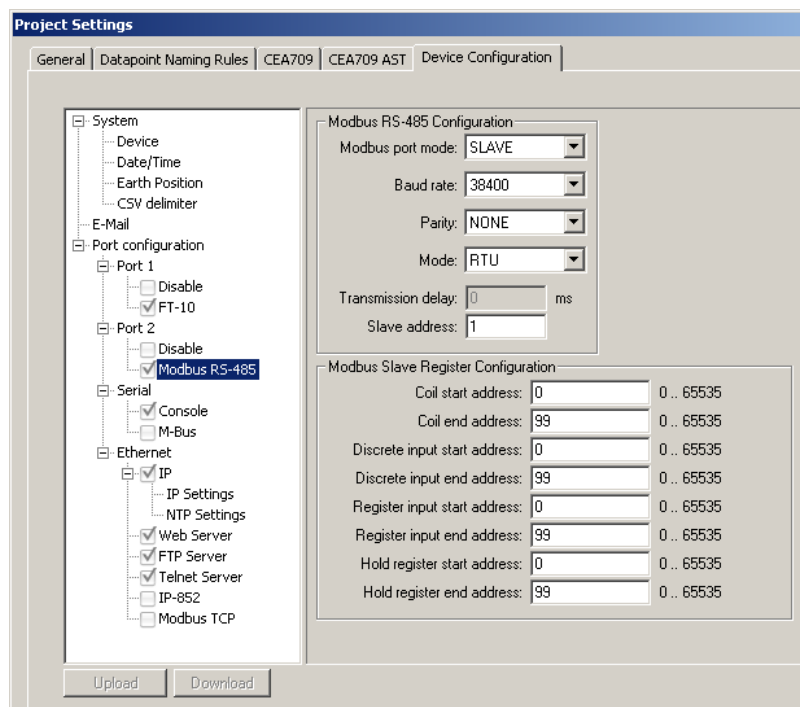 Project Settings
General Datapoint Naming Rules CEA709 CEA709 AST Device Configuration
System
Device
Date/Time
Earth Position
CSV delimiter
E-Mail
Port configuration
Port 1
Disable
FT-10
Port 2
Disable
Modbus RS-485
Serial
Console
M-Bus
Ethernet
IP
IP Settings
NTP Settings
Web Server
FTP Server
Telnet Server
IP-852
Modbus TCP
Upload Download
Modbus RS-485 Configuration
Modbus port mode: SLAVE
Baud rate: 38400
Parity: NONE
Mode: RTU
Transmission delay: 0 ms
Slave address: 1
Modbus Slave Register Configuration
Coil start address: 0 0 .. 65535
Coil end address: 99 0 .. 65535
Discrete input start address: 0 0 .. 65535
Discrete input end address: 99 0 .. 65535
Register input start address: 0 0 .. 65535
Register input end address: 99 0 .. 65535
Hold register start address: 0 0 .. 65535
Hold register end address: 99 0 .. 65535